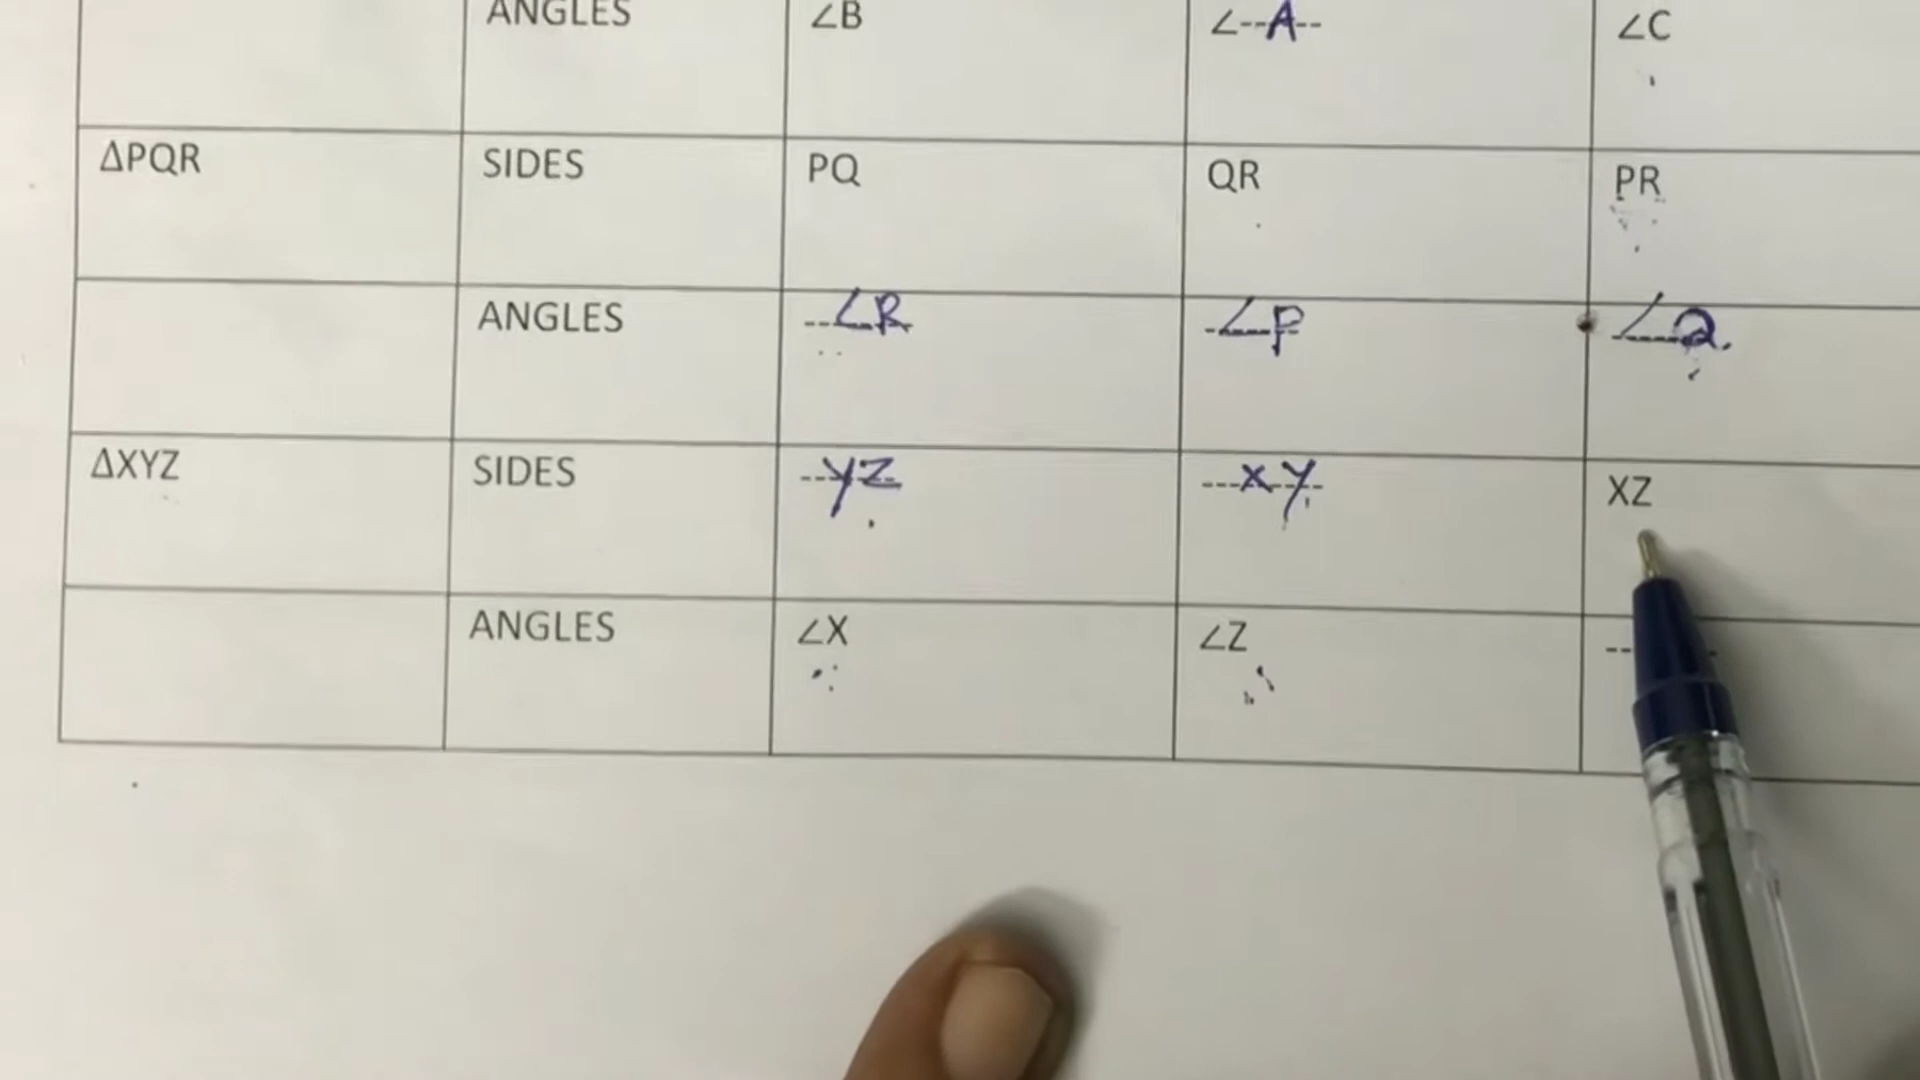 ANGLES ∠B ∠--A-- ∠C
ΔPQR SIDES PQ QR PR
ANGLES ∠R ∠P ∠Q.
ΔXYZ SIDES YZ XY XZ
ANGLES ∠X ∠Z